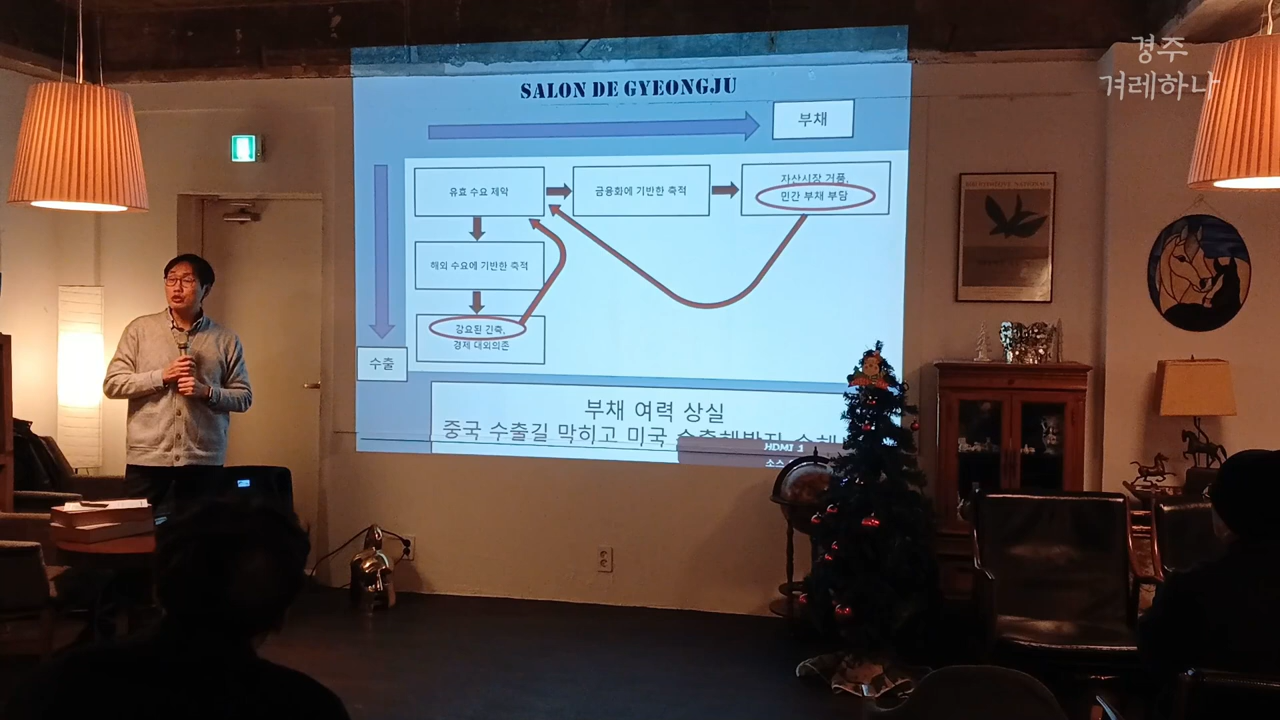 경주
겨레하나
SALON DE GYEONGJU
부채
유효 수요 제약
금융화에 기반한 축적
자산시장 거품,
민간 부채 부담
해외 수요에 기반한 축적
강요된 긴축,
경제 대외의존
수출
부채 여력 상실
중국 수출길 막히고 미국
HDMI 1
소스